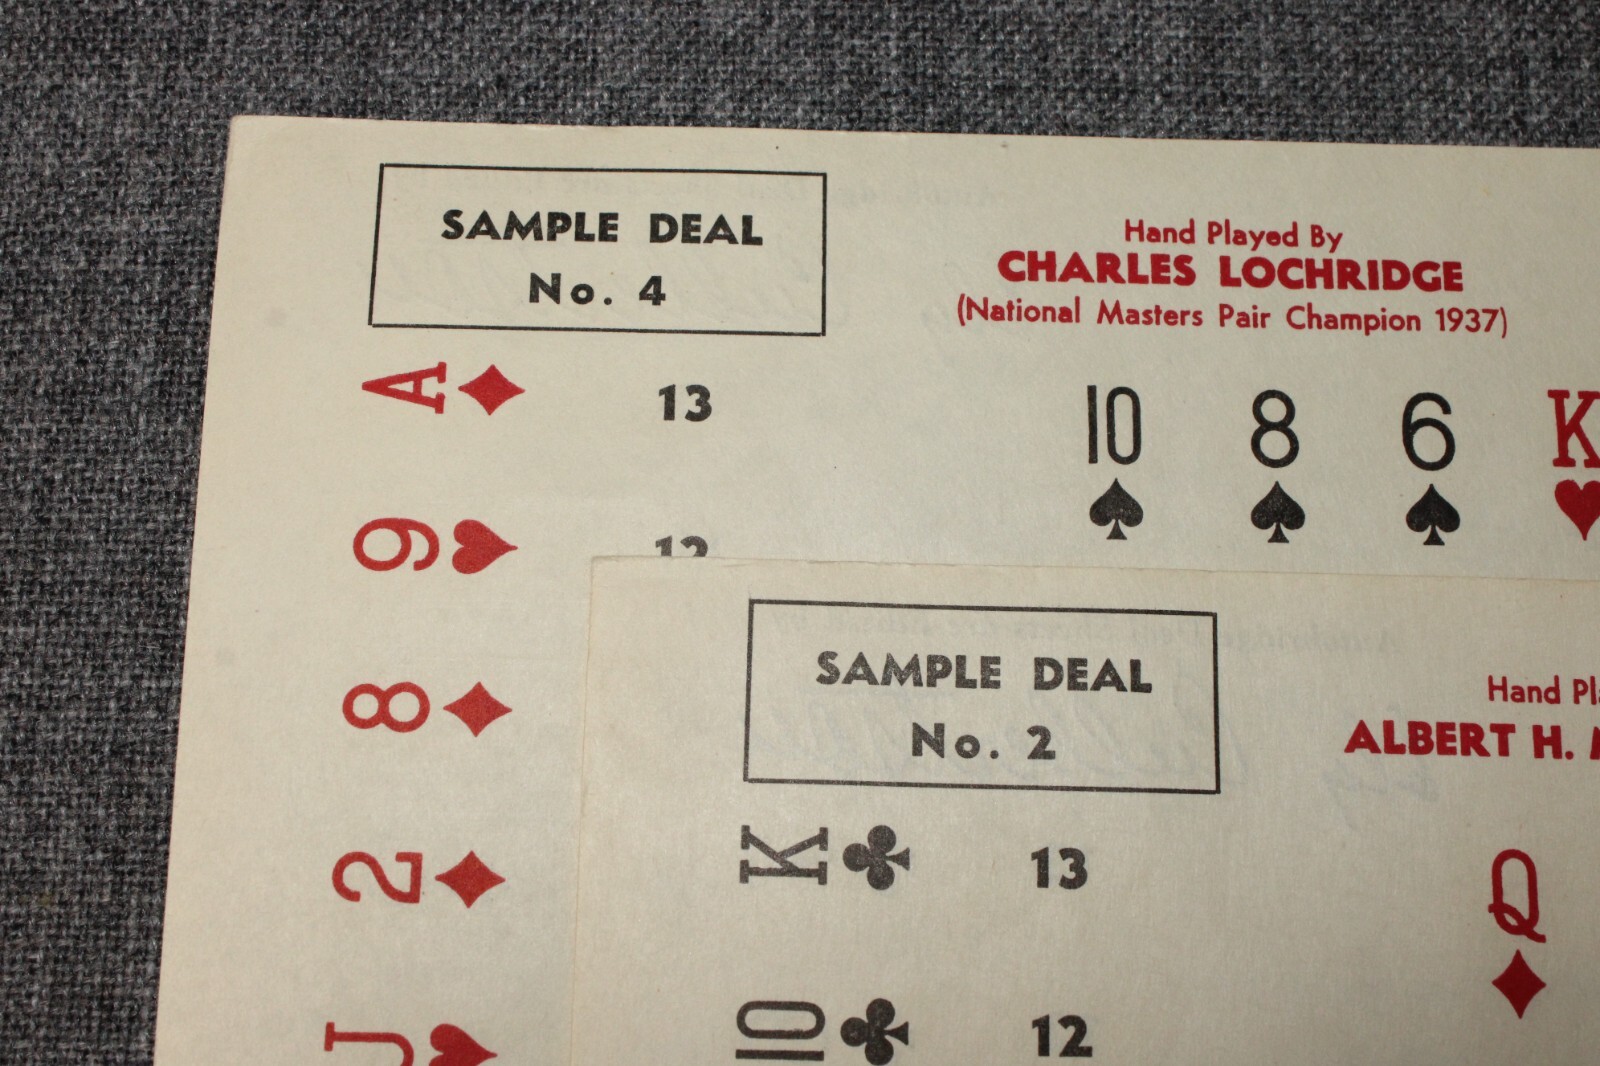 SAMPLE DEAL
No. 4
Hand Played By
CHARLES LOCHRIDGE
(National Masters Pair Champion 1937)
A♦ 13
10♠ 8♠ 6♠ K♥
9♥ 12
8♦
2♦
J♥
SAMPLE DEAL
No. 2
Hand
ALBERT H.
K♣ 13
Q♦
10♣ 12